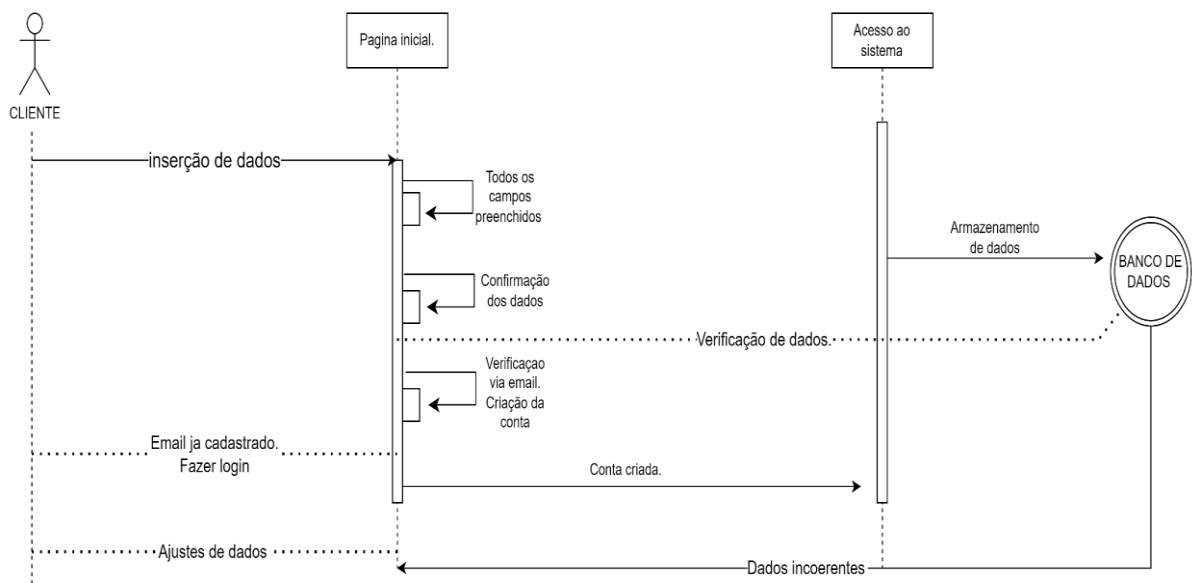 CLIENTE
Pagina inicial.
Acesso ao
sistema
inserção de dados
Todos os
campos
preenchidos
Armazenamento
de dados
BANCO DE
DADOS
Confirmação
dos dados
Verificação de dados.
Verificaçao
via email.
Criação da
conta
Email ja cadastrado.
Fazer login
Conta criada.
Ajustes de dados
Dados incoerentes